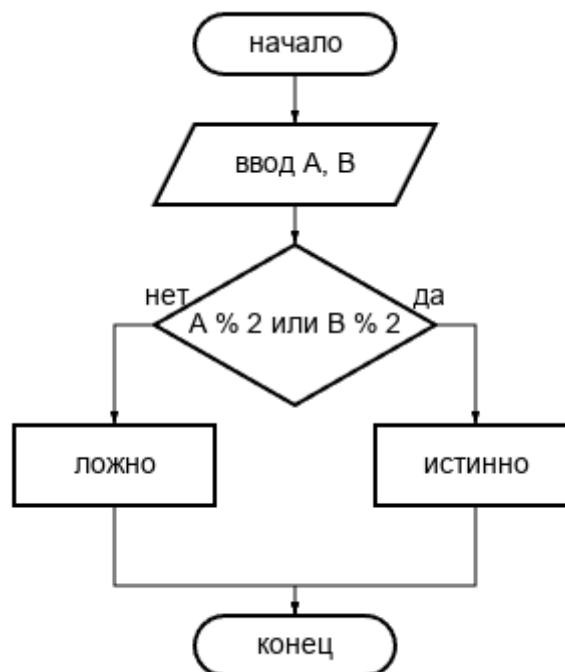 начало
ввод A, B
нет
да
A % 2 или B % 2
ложно
истинно
конец